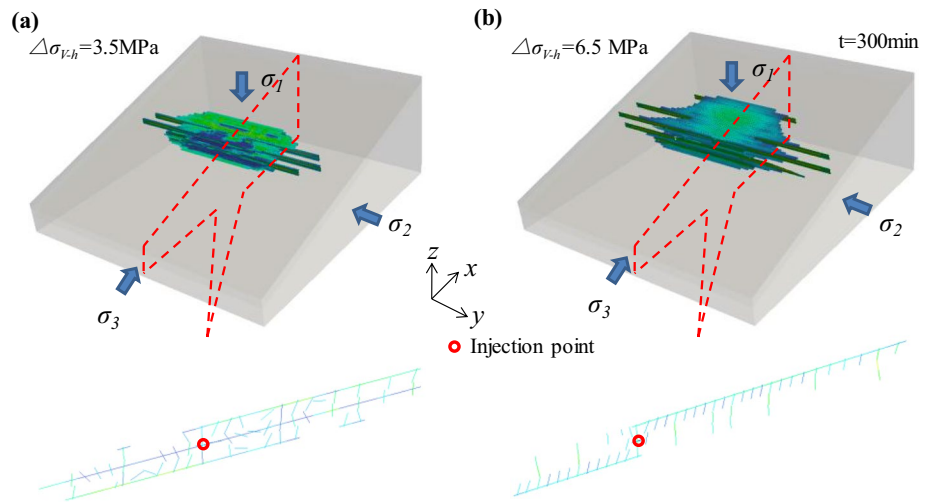 (a)
△σV-h=3.5MPa
σ1
σ2
σ3
z
x
y
Injection point
(b)
△σV-h=6.5 MPa
t=300min
σ1
σ2
σ3